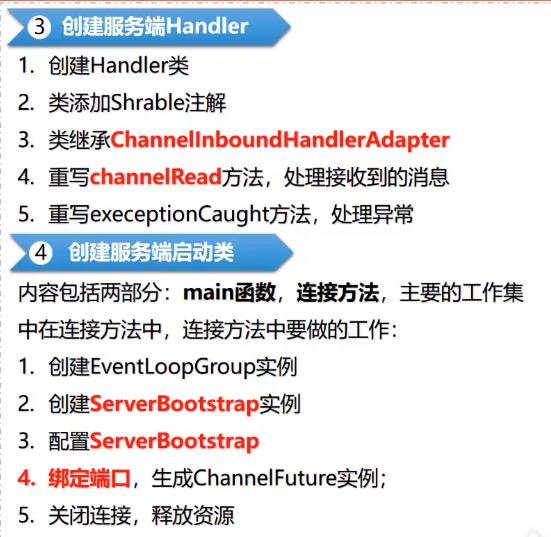 ③ 创建服务端Handler
1. 创建Handler类
2. 类添加Shrable注解
3. 类继承ChannelInboundHandlerAdapter
4. 重写channelRead方法，处理接收到的消息
5. 重写execeptionCaught方法，处理异常
④ 创建服务端启动类
内容包括两部分：main函数，连接方法，主要的工作集
中在连接方法中，连接方法中要做的工作：
1. 创建EventLoopGroup实例
2. 创建ServerBootstrap实例
3. 配置ServerBootstrap
4. 绑定端口，生成ChannelFuture实例；
5. 关闭连接，释放资源